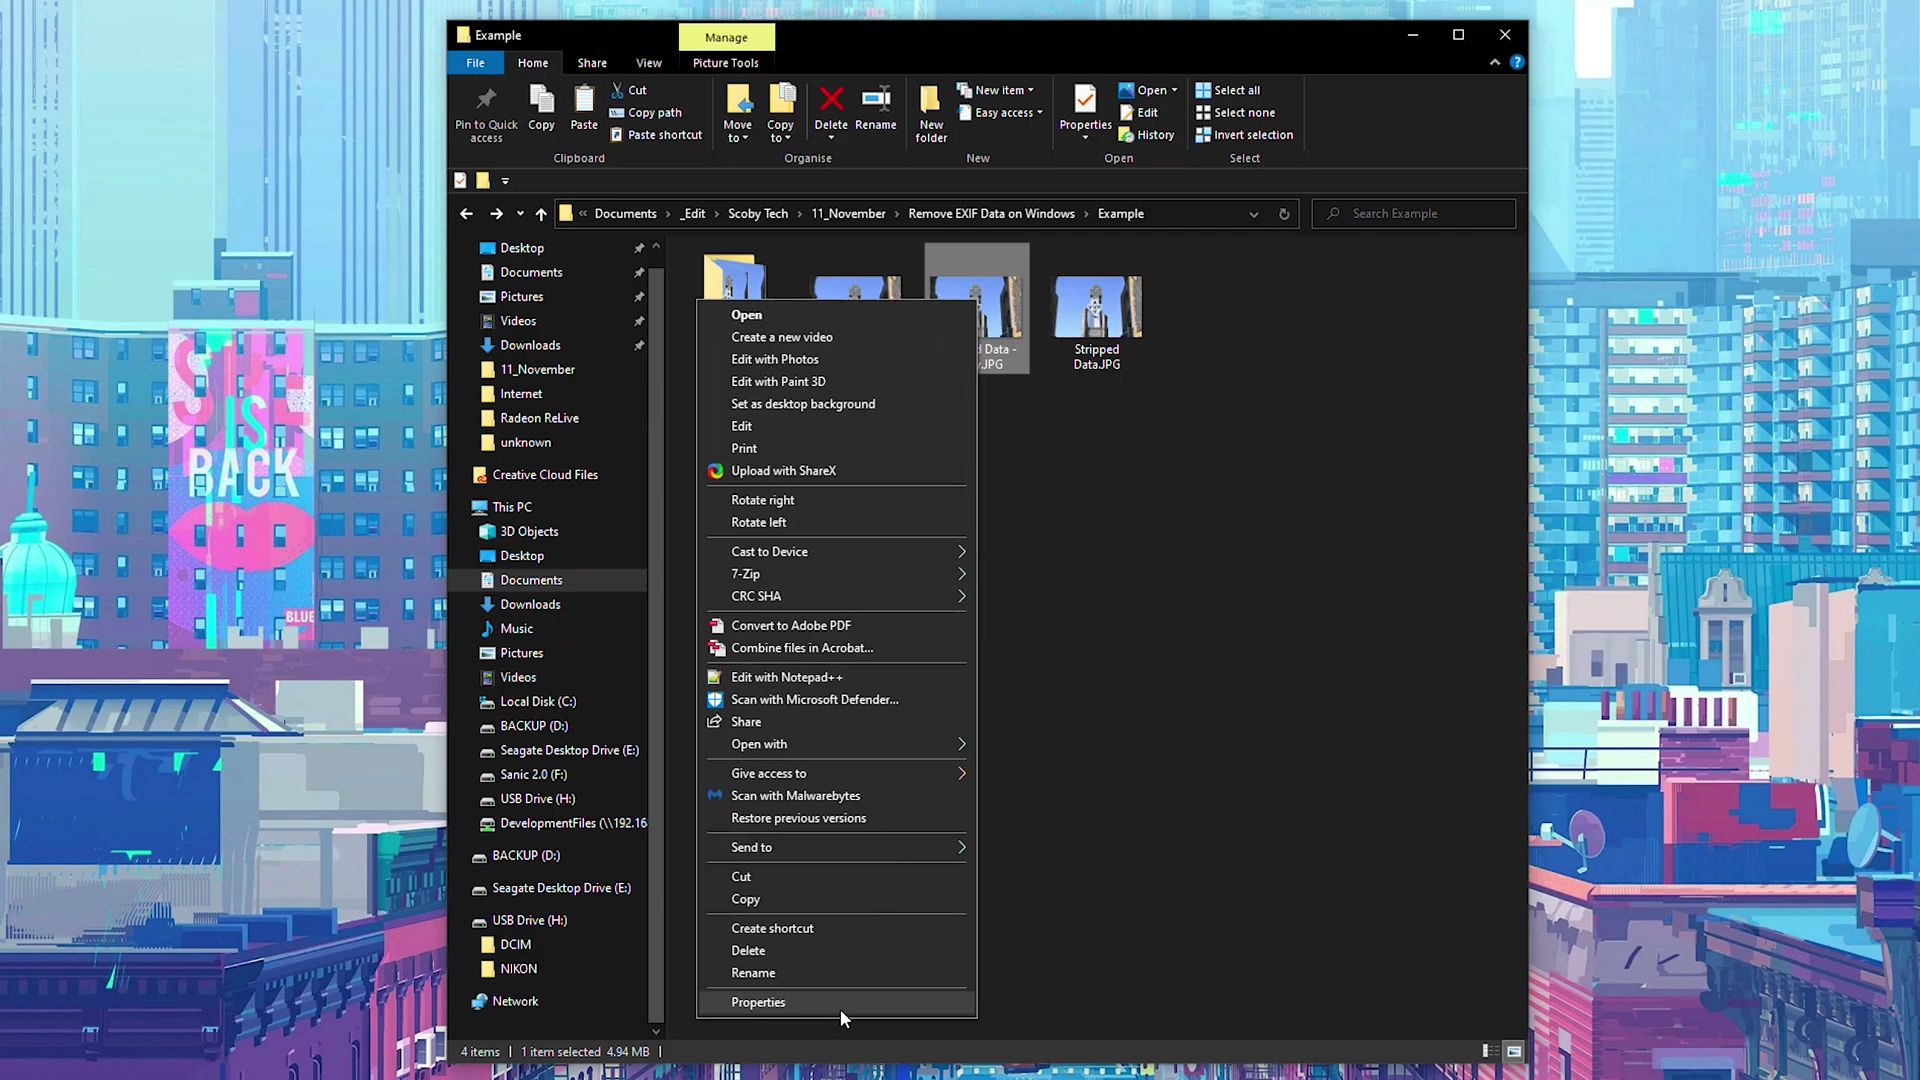 Example
Manage
File
Home
Share
View
Picture Tools
Pin to Quick access
Copy
Paste
Cut
Copy path
Paste shortcut
Clipboard
Move to
Copy to
Delete
Rename
Organise
New folder
New item
Easy access
New
Properties
Open
Edit
History
Open
Select all
Select none
Invert selection
Select
« Documents › _Edit › Scoby Tech › 11_November › Remove EXIF Data on Windows › Example
Search Example
Desktop
Documents
Pictures
Videos
Downloads
11_November
Internet
Radeon ReLive
unknown
Creative Cloud Files
This PC
3D Objects
Desktop
Documents
Downloads
Music
Pictures
Videos
Local Disk (C:)
BACKUP (D:)
Seagate Desktop Drive (E:)
Sanic 2.0 (F:)
USB Drive (H:)
DevelopmentFiles (\\192.16
BACKUP (D:)
Seagate Desktop Drive (E:)
USB Drive (H:)
DCIM
NIKON
Network
Data -
.JPG
Stripped
Data.JPG
Open
Create a new video
Edit with Photos
Edit with Paint 3D
Set as desktop background
Edit
Print
Upload with ShareX
Rotate right
Rotate left
Cast to Device
7-Zip
CRC SHA
Convert to Adobe PDF
Combine files in Acrobat...
Edit with Notepad++
Scan with Microsoft Defender...
Share
Open with
Give access to
Scan with Malwarebytes
Restore previous versions
Send to
Cut
Copy
Create shortcut
Delete
Rename
Properties
4 items
1 item selected 4.94 MB
SHE
IS
BACK
BLUE